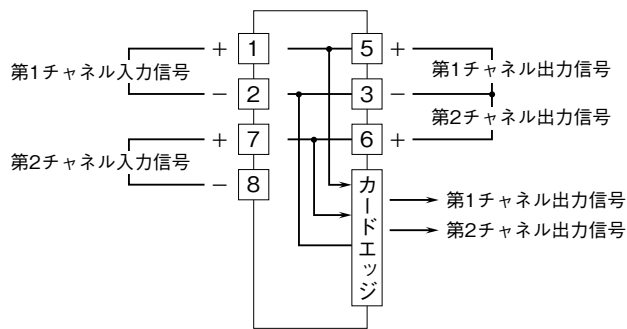 + 1 5 +
第1チャネル入力信号
第1チャネル出力信号
− 2 3 −
第2チャネル出力信号
+ 7 6 +
第2チャネル入力信号
− 8
カードエッジ
第1チャネル出力信号
第2チャネル出力信号